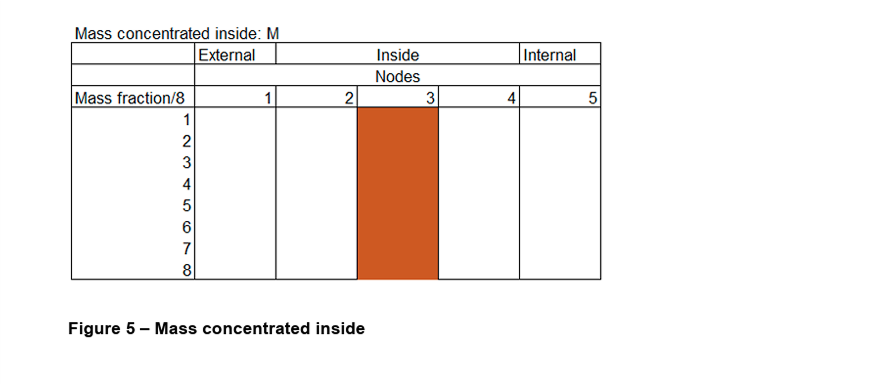 Mass concentrated inside: M
External Inside Internal
Nodes
Mass fraction/8 1 2 3 4 5
1
2
3
4
5
6
7
8
Figure 5 – Mass concentrated inside